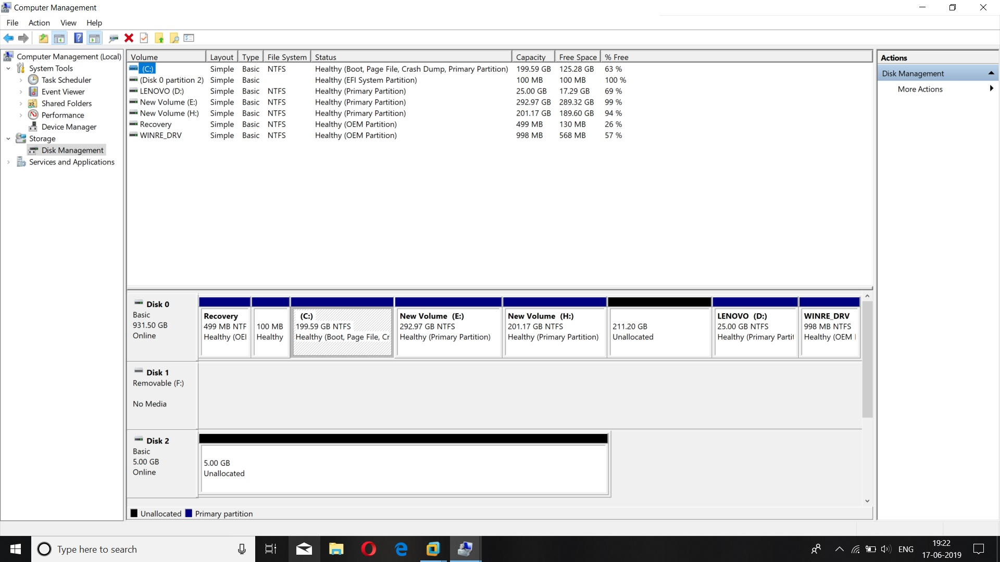 Computer Management
File Action View Help
Computer Management (Local)
System Tools
Task Scheduler
Event Viewer
Shared Folders
Performance
Device Manager
Storage
Disk Management
Services and Applications
Volume Layout Type File System Status Capacity Free Space % Free
(C:) Simple Basic NTFS Healthy (Boot, Page File, Crash Dump, Primary Partition) 199.59 GB 125.28 GB 63 %
(Disk 0 partition 2) Simple Basic Healthy (EFI System Partition) 100 MB 100 MB 100 %
LENOVO (D:) Simple Basic NTFS Healthy (Primary Partition) 25.00 GB 17.29 GB 69 %
New Volume (E:) Simple Basic NTFS Healthy (Primary Partition) 292.97 GB 289.32 GB 99 %
New Volume (H:) Simple Basic NTFS Healthy (Primary Partition) 201.17 GB 189.60 GB 94 %
Recovery Simple Basic NTFS Healthy (OEM Partition) 499 MB 130 MB 26 %
WINRE_DRV Simple Basic NTFS Healthy (OEM Partition) 998 MB 568 MB 57 %
Actions
Disk Management
More Actions
Disk 0
Basic
931.50 GB
Online
Recovery
499 MB NTF
Healthy (OEI
100 MB
Healthy
(C:)
199.59 GB NTFS
Healthy (Boot, Page File, Cr
New Volume (E:)
292.97 GB NTFS
Healthy (Primary Partition)
New Volume (H:)
201.17 GB NTFS
Healthy (Primary Partition)
211.20 GB
Unallocated
LENOVO (D:)
25.00 GB NTFS
Healthy (Primary Partit
WINRE_DRV
998 MB NTFS
Healthy (OEM
Disk 1
Removable (F:)
No Media
Disk 2
Basic
5.00 GB
Online
5.00 GB
Unallocated
Unallocated Primary partition
Type here to search
ENG
19:22
17-06-2019